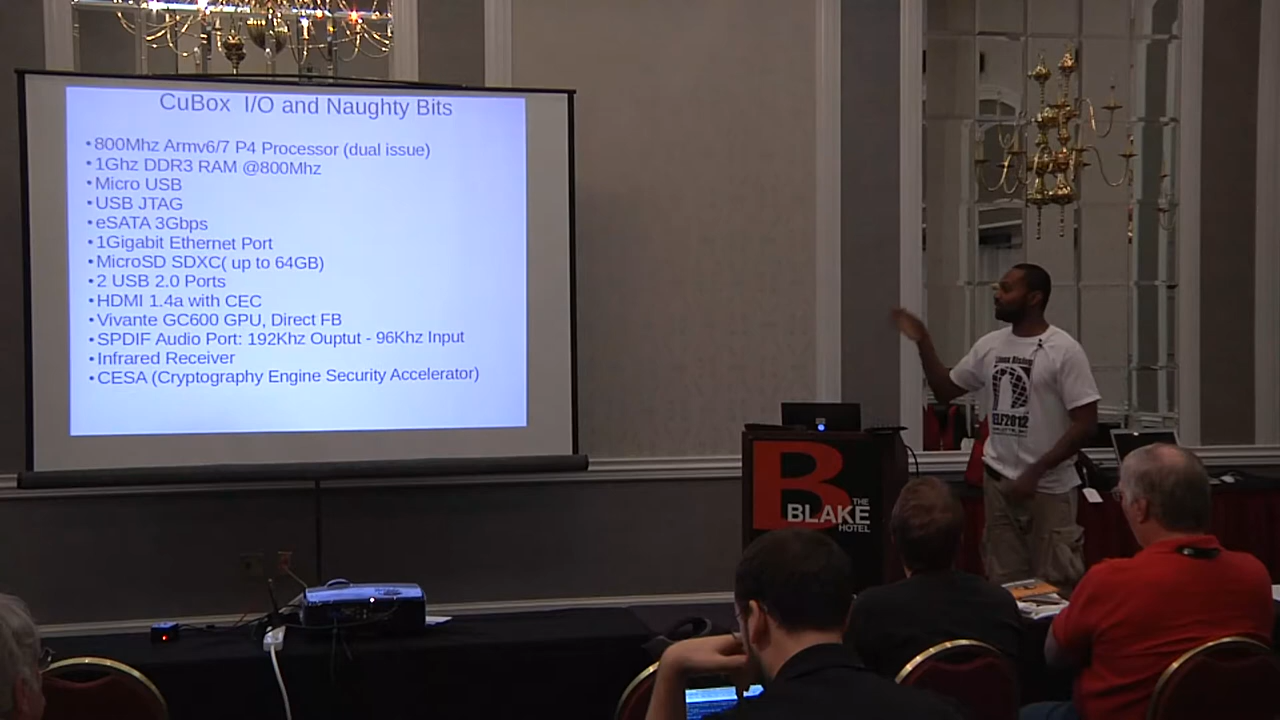 CuBox I/O and Naughty Bits
•800Mhz Armv6/7 P4 Processor (dual issue)
•1Ghz DDR3 RAM @800Mhz
•Micro USB
•USB JTAG
•eSATA 3Gbps
•1Gigabit Ethernet Port
•MicroSD SDXC( up to 64GB)
•2 USB 2.0 Ports
•HDMI 1.4a with CEC
•Vivante GC600 GPU, Direct FB
•SPDIF Audio Port: 192Khz Ouptut - 96Khz Input
•Infrared Receiver
•CESA (Cryptography Engine Security Accelerator)
B
THE
BLAKE
HOTEL
Linux
SELF2012